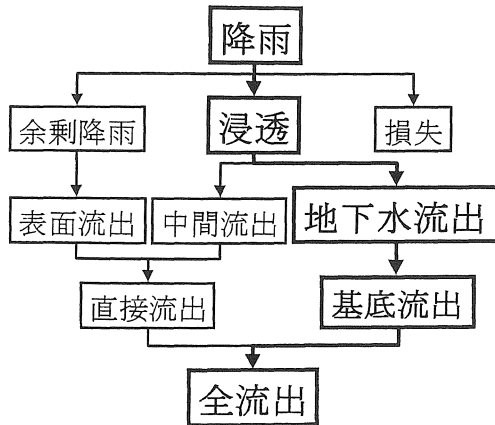 降雨
余剰降雨
浸透
損失
表面流出
中間流出
地下水流出
直接流出
基底流出
全流出